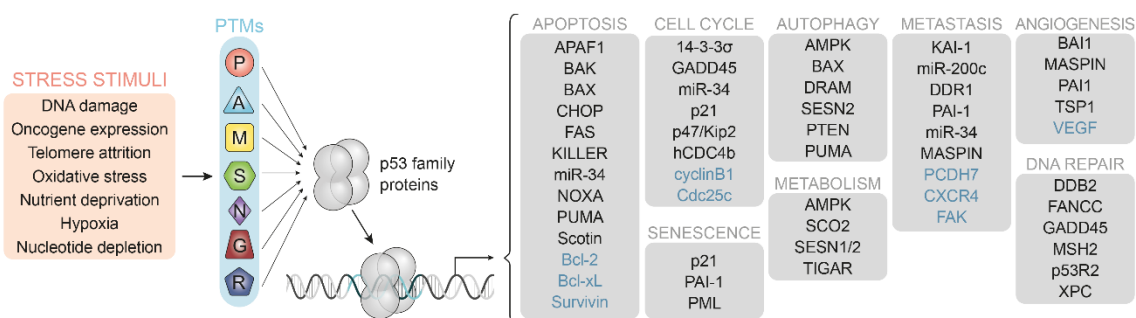 STRESS STIMULI
DNA damage
Oncogene expression
Telomere attrition
Oxidative stress
Nutrient deprivation
Hypoxia
Nucleotide depletion
PTMs
P
A
M
S
N
G
R
p53 family
proteins
APOPTOSIS
APAF1
BAK
BAX
CHOP
FAS
KILLER
miR-34
NOXA
PUMA
Scotin
Bcl-2
Bcl-xL
Survivin
CELL CYCLE
14-3-3σ
GADD45
miR-34
p21
p47/Kip2
hCDC4b
cyclinB1
Cdc25c
SENESCENCE
p21
PAI-1
PML
AUTOPHAGY
AMPK
BAX
DRAM
SESN2
PTEN
PUMA
METABOLISM
AMPK
SCO2
SESN1/2
TIGAR
METASTASIS
KAI-1
miR-200c
DDR1
PAI-1
miR-34
MASPIN
PCDH7
CXCR4
FAK
ANGIOGENESIS
BAI1
MASPIN
PAI1
TSP1
VEGF
DNA REPAIR
DDB2
FANCC
GADD45
MSH2
p53R2
XPC